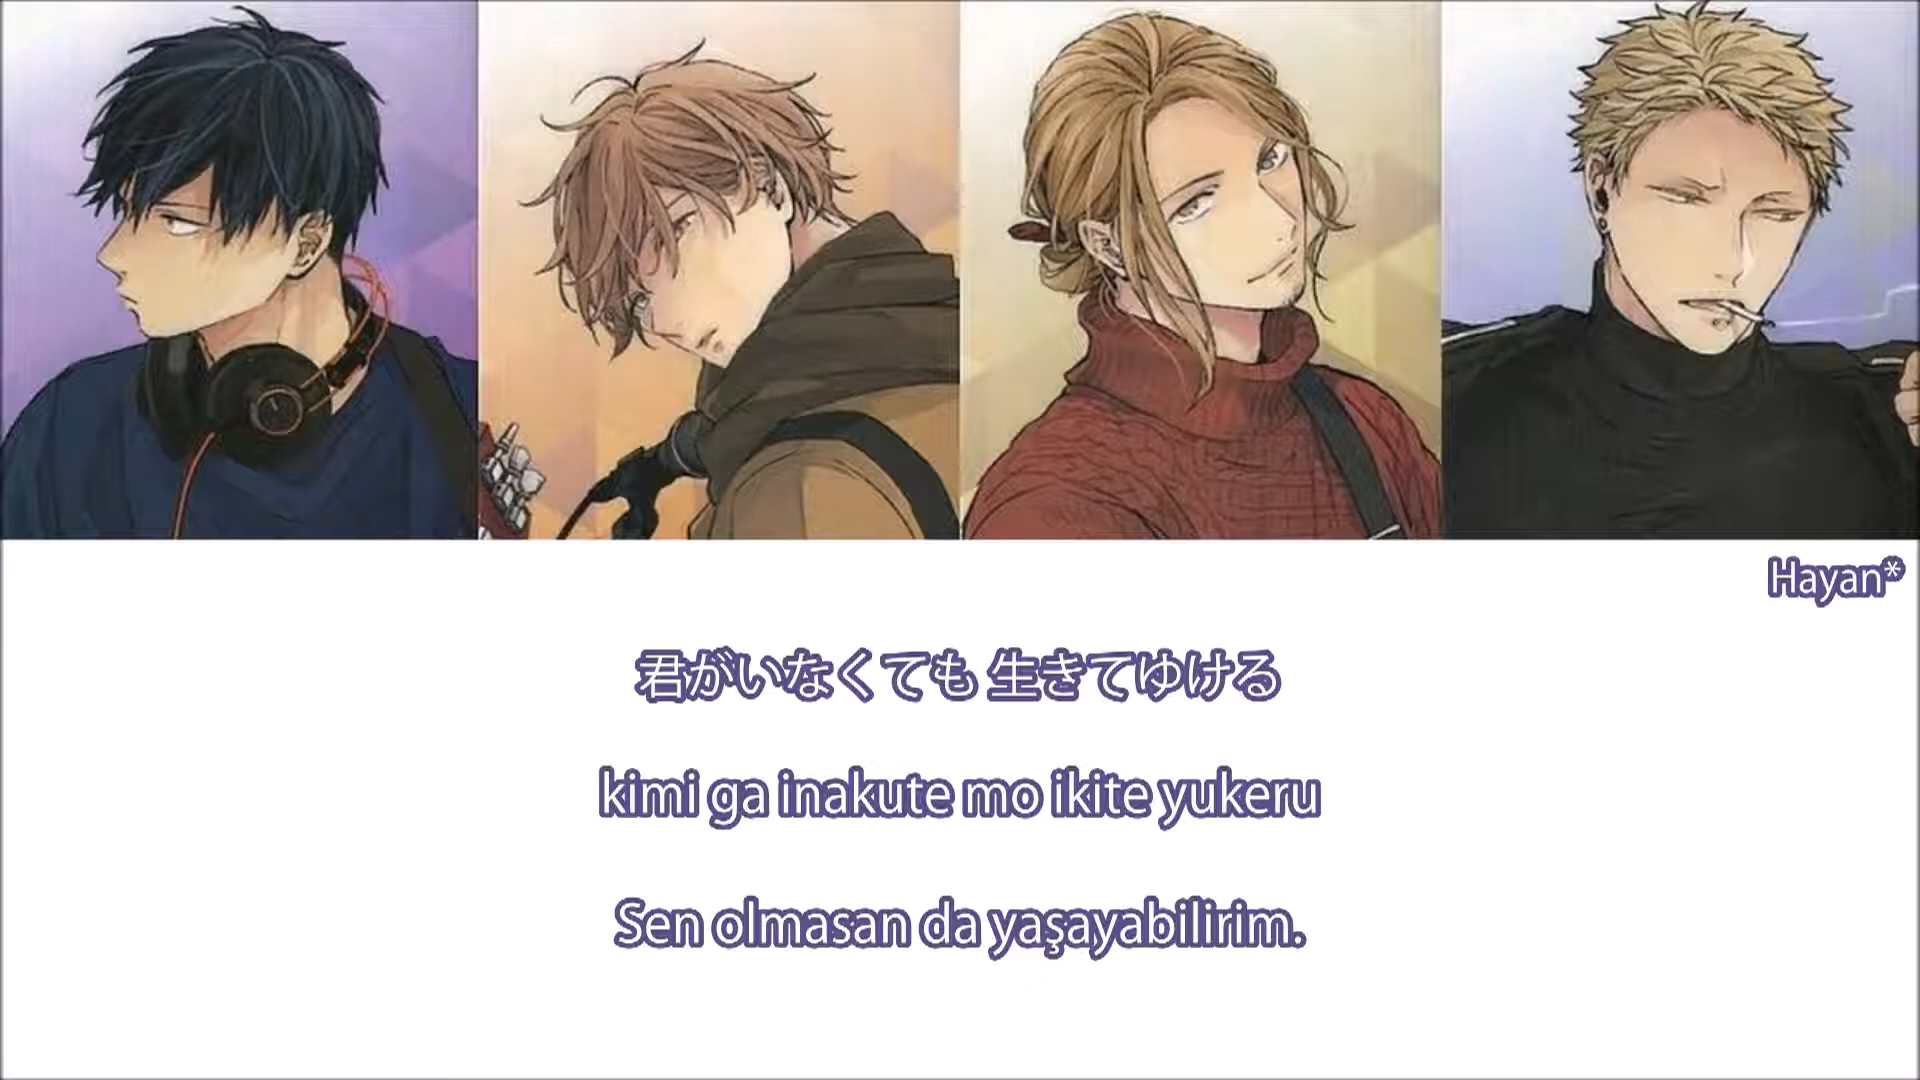 Hayan*
君がいなくても 生きてゆける
kimi ga inakute mo ikite yukeru
Sen olmasan da yaşayabilirim.